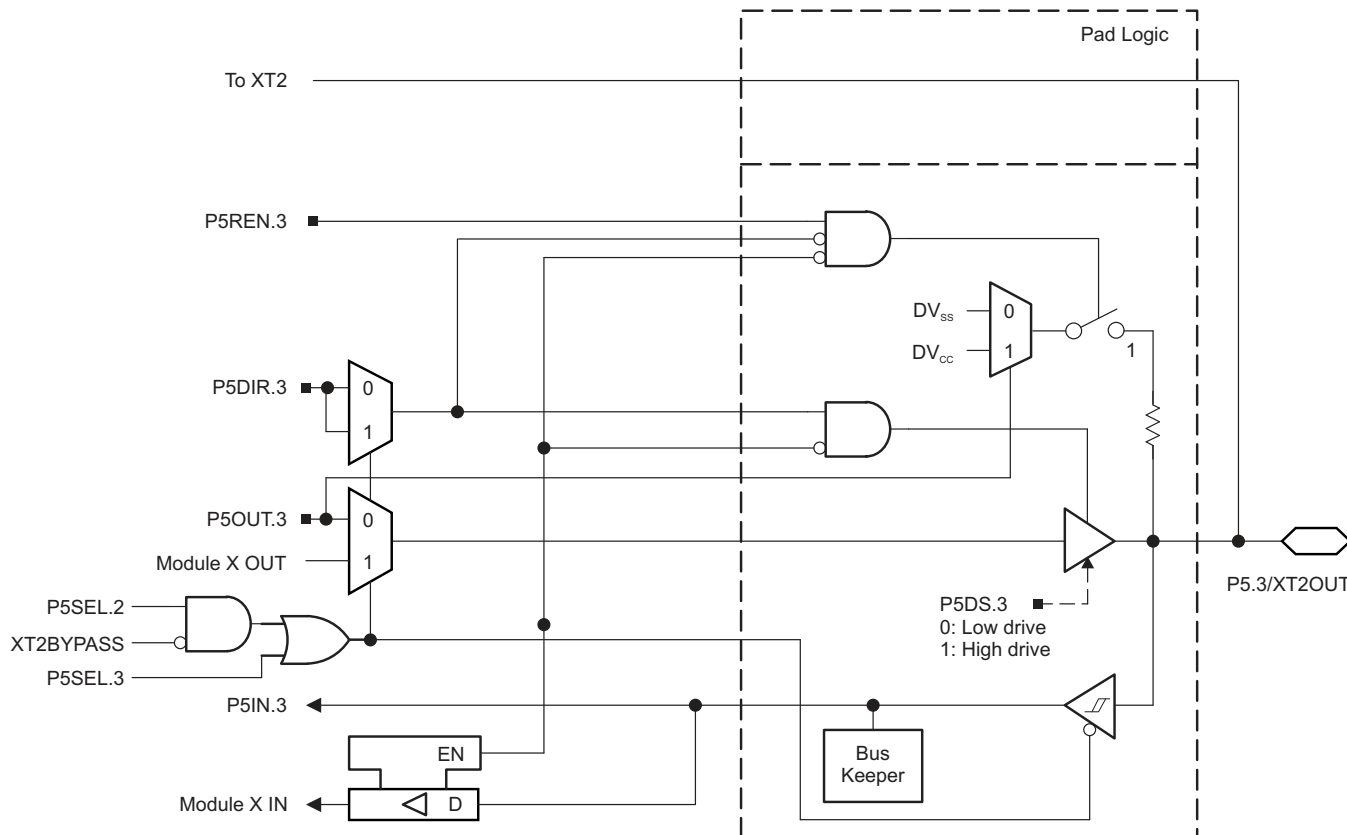 Pad Logic
To XT2
P5REN.3
DVSS
0
DVCC
1
1
P5DIR.3
0
1
P5OUT.3
0
Module X OUT
1
P5SEL.2
XT2BYPASS
P5SEL.3
P5DS.3
0: Low drive
1: High drive
P5.3/XT2OUT
P5IN.3
Bus
Keeper
EN
Module X IN
D